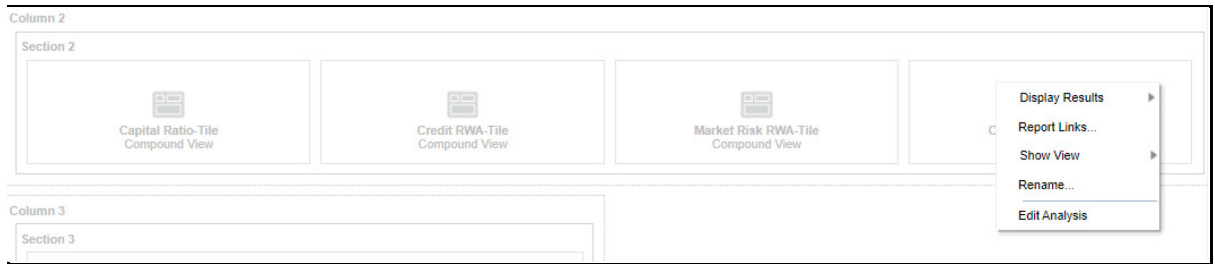 Column 2
Section 2
Capital Ratio-Tile
Compound View
Credit RWA-Tile
Compound View
Market Risk RWA-Tile
Compound View
Display Results
Report Links...
Show View
Rename...
Edit Analysis
Column 3
Section 3